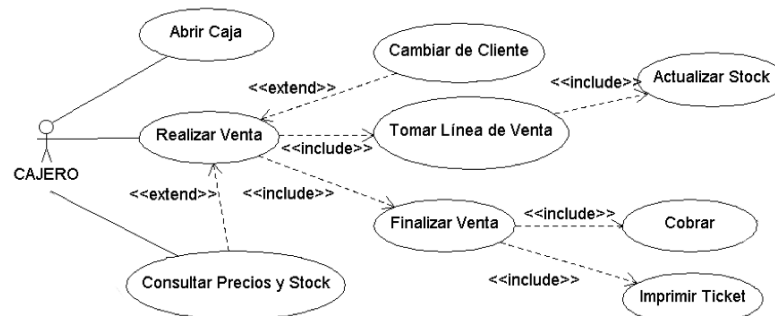 Abrir Caja
Cambiar de Cliente
<<extend>>
<<include>>
Actualizar Stock
Realizar Venta
Tomar Línea de Venta
<<include>>
CAJERO
<<extend>>
<<include>>
Finalizar Venta
<<include>>
Cobrar
Consultar Precios y Stock
<<include>>
Imprimir Ticket